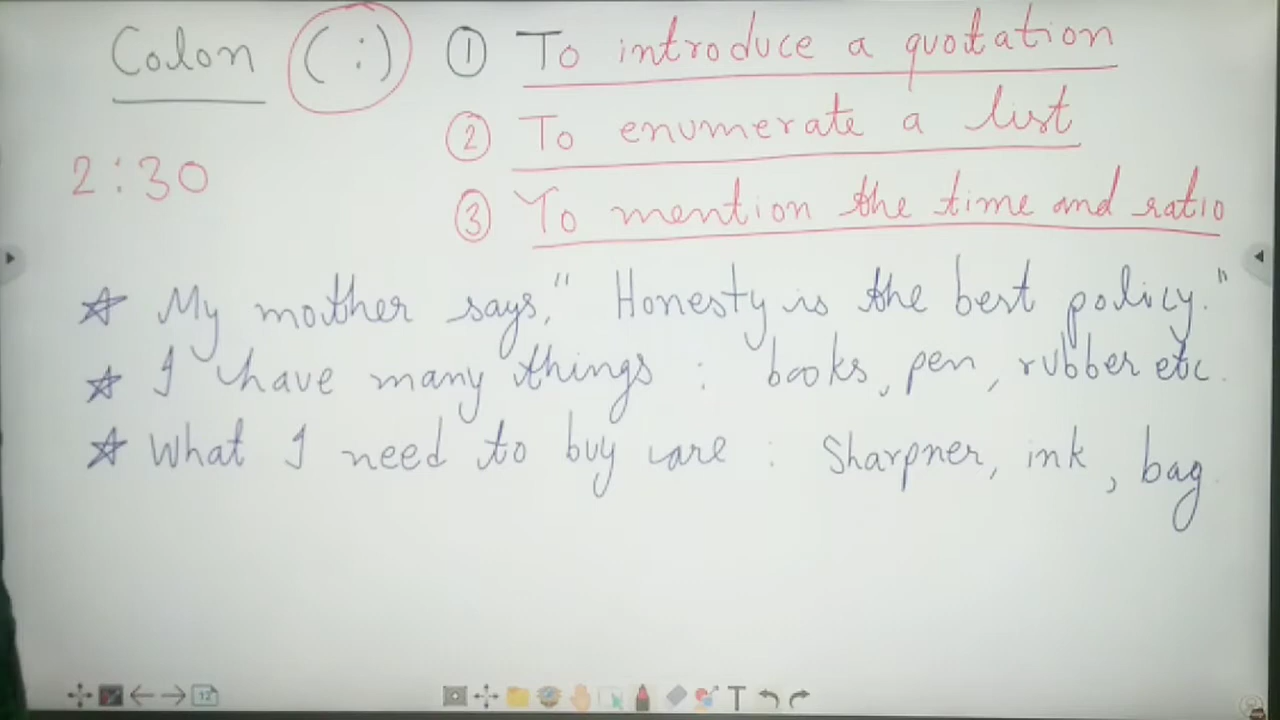 Colon (:) ① To introduce a quotation
② To enumerate a list
2:30
③ To mention the time and ratio
☆ My mother says," Honesty is the best policy."
☆ I have many things : books, pen, rubber etc.
☆ What I need to buy are : Sharpner, ink, bag
12
T